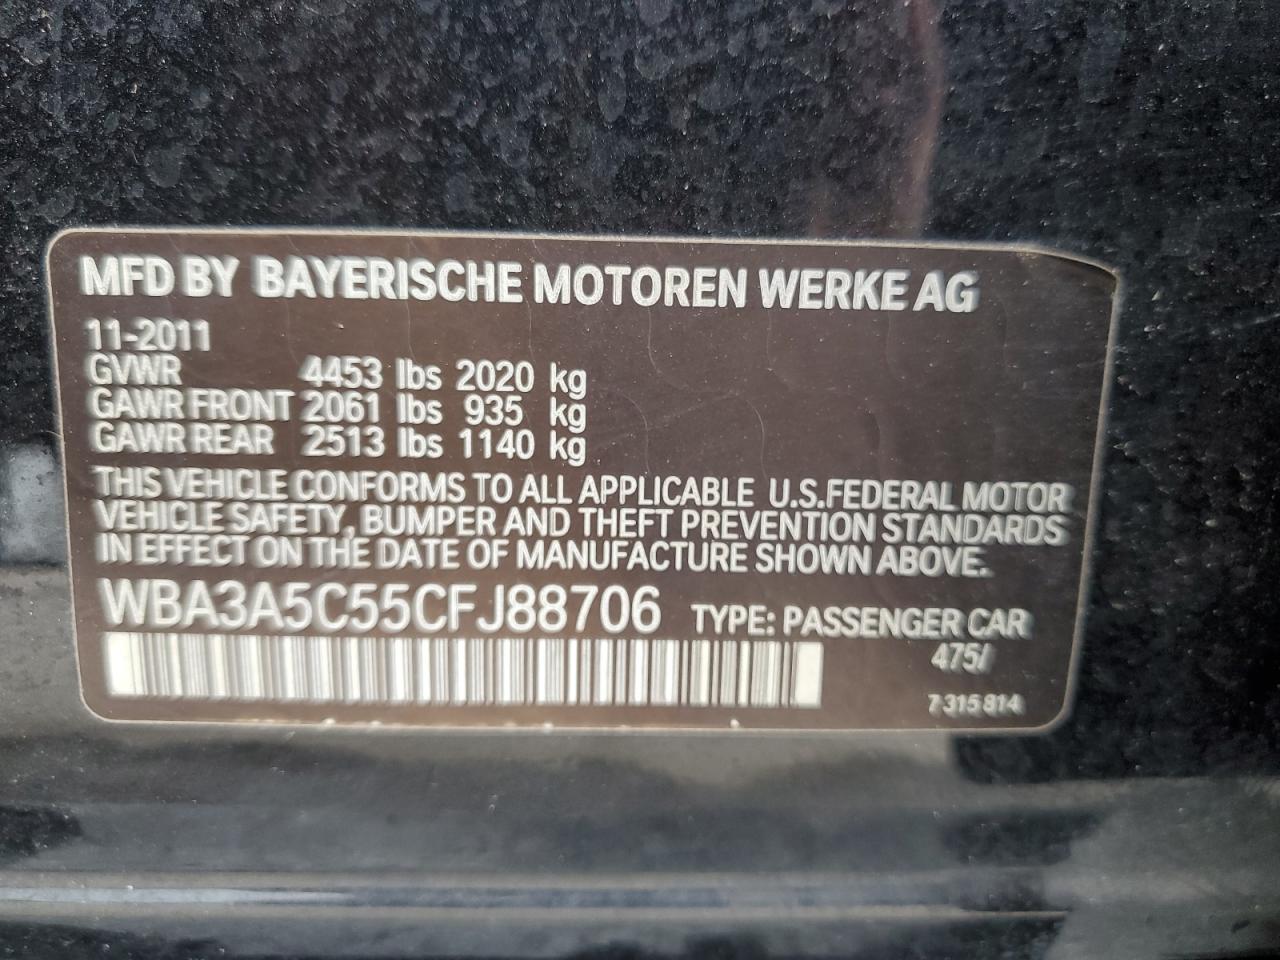 MFD BY BAYERISCHE MOTOREN WERKE AG
11-2011
GVWR 4453 lbs 2020 kg
GAWR FRONT 2061 lbs 935 kg
GAWR REAR 2513 lbs 1140 kg
THIS VEHICLE CONFORMS TO ALL APPLICABLE U.S.FEDERAL MOTOR
VEHICLE SAFETY, BUMPER AND THEFT PREVENTION STANDARDS
IN EFFECT ON THE DATE OF MANUFACTURE SHOWN ABOVE.
WBA3A5C55CFJ88706 TYPE: PASSENGER CAR
475/
7 315 814